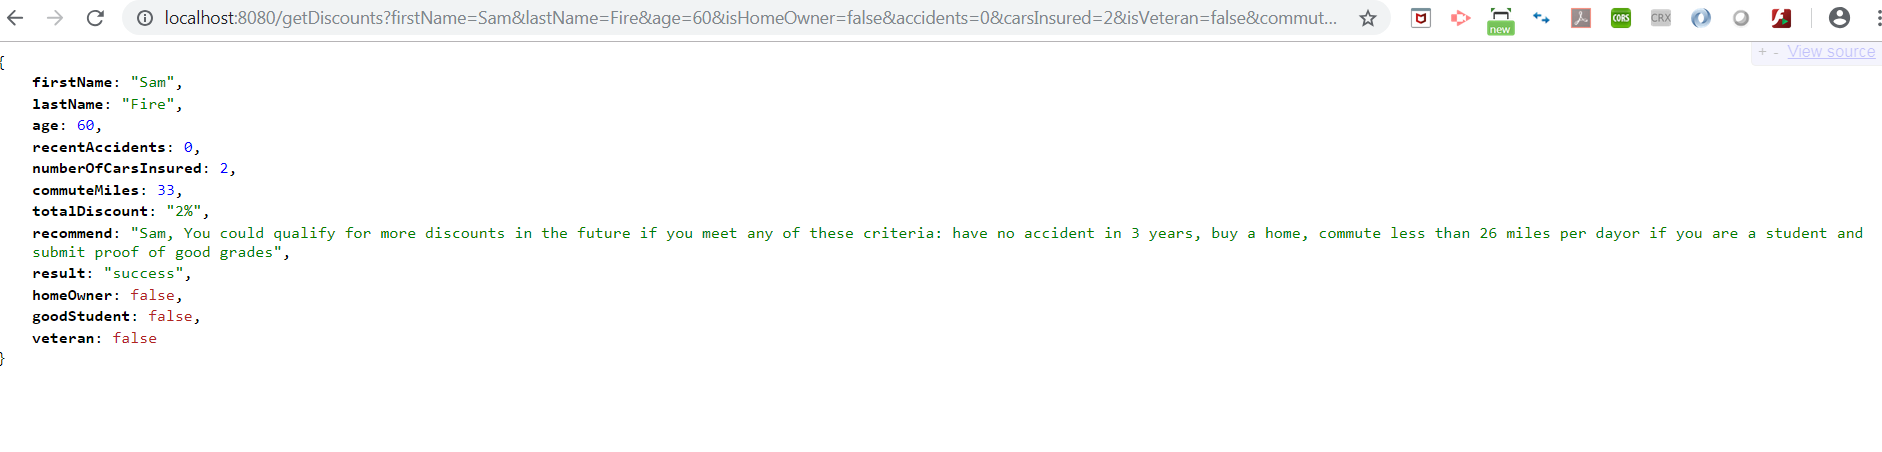 localhost:8080/getDiscounts?firstName=Sam&lastName=Fire&age=60&isHomeOwner=false&accidents=0&carsInsured=2&isVeteran=false&commut...
new
CORS
CRX
+ - View source
{
firstName: "Sam",
lastName: "Fire",
age: 60,
recentAccidents: 0,
numberOfCarsInsured: 2,
commuteMiles: 33,
totalDiscount: "2%",
recommend: "Sam, You could qualify for more discounts in the future if you meet any of these criteria: have no accident in 3 years, buy a home, commute less than 26 miles per dayor if you are a student and
submit proof of good grades",
result: "success",
homeOwner: false,
goodStudent: false,
veteran: false
}